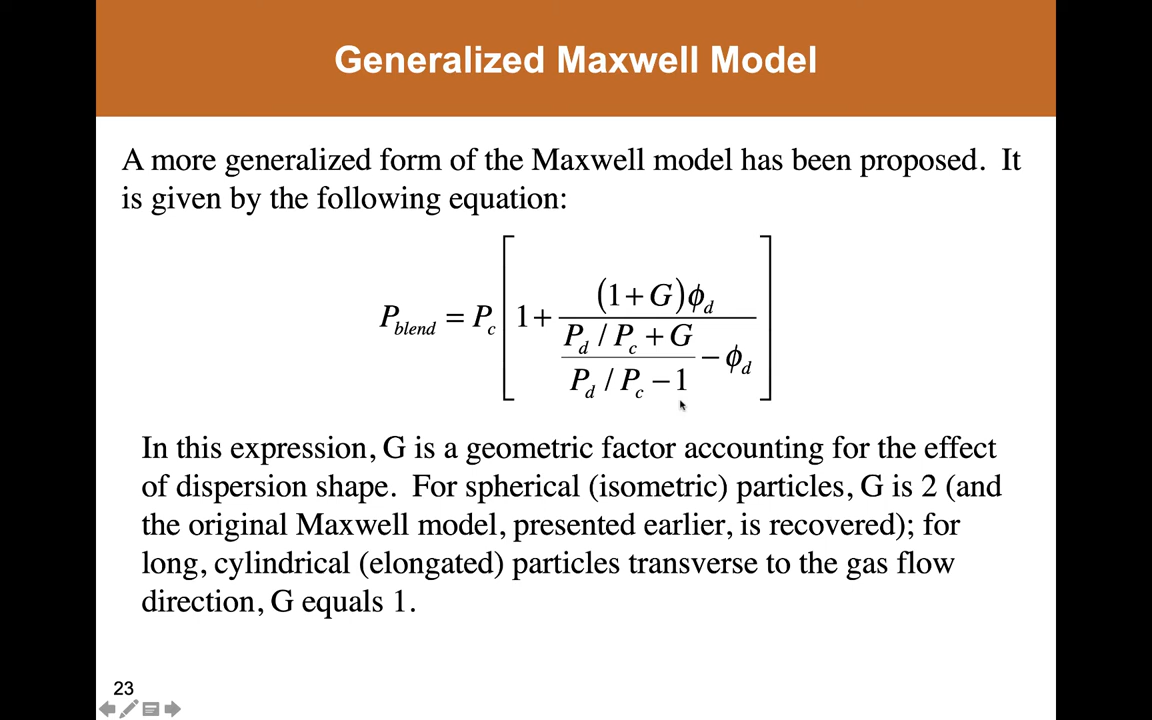 Generalized Maxwell Model
A more generalized form of the Maxwell model has been proposed. It
is given by the following equation:
P_blend = P_c [ 1 + (1+G)ϕ_d / ( (P_d / P_c + G) / (P_d / P_c − 1) − ϕ_d ) ]
In this expression, G is a geometric factor accounting for the effect
of dispersion shape. For spherical (isometric) particles, G is 2 (and
the original Maxwell model, presented earlier, is recovered); for
long, cylindrical (elongated) particles transverse to the gas flow
direction, G equals 1.
23